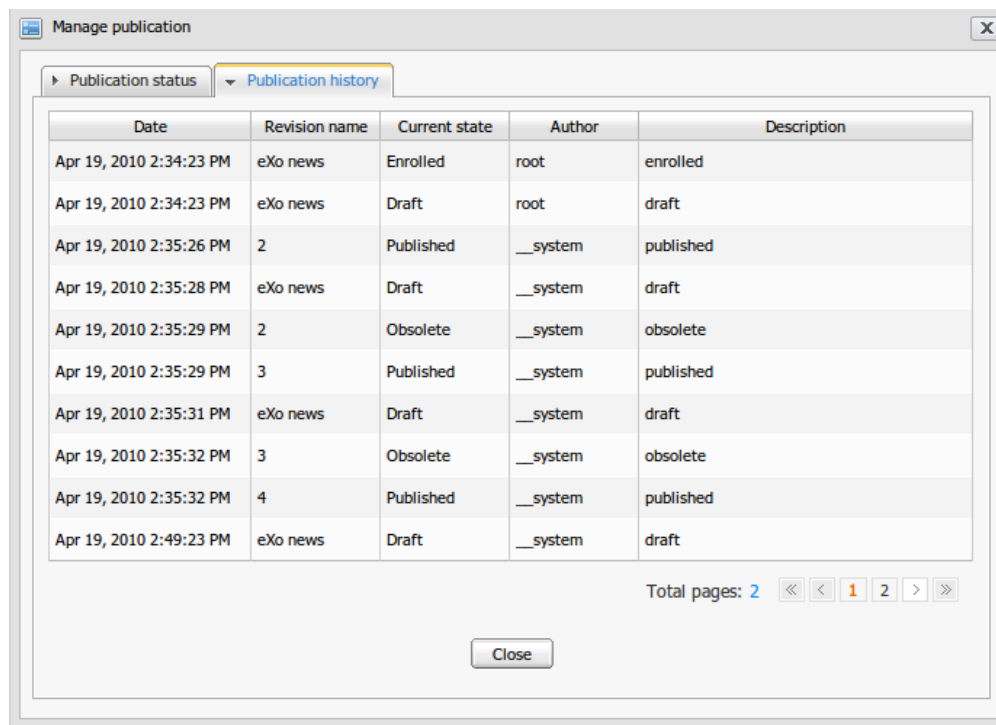 Manage publication
Publication status Publication history
Date Revision name Current state Author Description
Apr 19, 2010 2:34:23 PM eXo news Enrolled root enrolled
Apr 19, 2010 2:34:23 PM eXo news Draft root draft
Apr 19, 2010 2:35:26 PM 2 Published __system published
Apr 19, 2010 2:35:28 PM eXo news Draft __system draft
Apr 19, 2010 2:35:29 PM 2 Obsolete __system obsolete
Apr 19, 2010 2:35:29 PM 3 Published __system published
Apr 19, 2010 2:35:31 PM eXo news Draft __system draft
Apr 19, 2010 2:35:32 PM 3 Obsolete __system obsolete
Apr 19, 2010 2:35:32 PM 4 Published __system published
Apr 19, 2010 2:49:23 PM eXo news Draft __system draft
Total pages: 2 « < 1 2 > »
Close